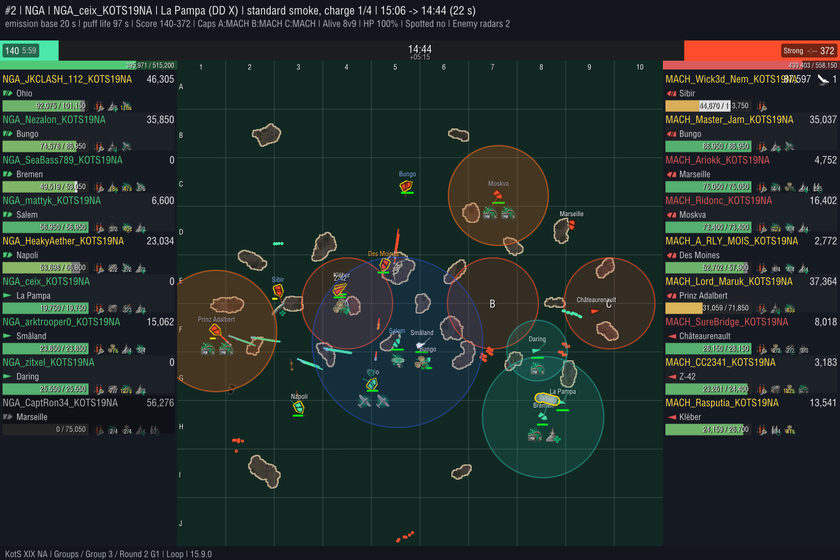 #2 | NGA | NGA_ceix_KOTS19NA | La Pampa (DD X) | standard smoke, charge 1/4 | 15:06 -> 14:44 (22 s)
emission base 20 s | puff life 97 s | Score 140-372 | Caps A:MACH B:MACH C:MACH | Alive 8v9 | HP 100% | Spotted no | Enemy radars 2
140 5:59
14:44
+05:15
Strong -:-- 372
1 2 3 4 5 6 7 8 9 10
A
B
C
D
E
F
G
H
I
J
NGA_JKCLASH_112_KOTS19NA 46,305
Ohio
NGA_Nezalon_KOTS19NA 35,850
Bungo
NGA_SeaBass789_KOTS19NA 0
Bremen
NGA_mattyk_KOTS19NA 6,600
Salem
NGA_HeakyAether_KOTS19NA 23,034
Napoli
NGA_ceix_KOTS19NA 0
La Pampa
NGA_arktrooper0_KOTS19NA 15,062
Småland
NGA_zitxel_KOTS19NA 0
Daring
NGA_CaptRon34_KOTS19NA 56,276
Marseille
0 / 75,050
MACH_Wick3d_Nem_KOTS19NA
1
Sibir
MACH_Master_Jam_KOTS19NA 35,037
Bungo
MACH_Ariokk_KOTS19NA 4,752
Marseille
MACH_Ridonc_KOTS19NA 16,402
Moskva
MACH_A_RLY_MOIS_KOTS19NA 2,772
Des Moines
MACH_Lord_Maruk_KOTS19NA 37,364
Prinz Adalbert
MACH_SureBridge_KOTS19NA 8,018
Châteaurenault
MACH_CC2341_KOTS19NA 3,183
Z-42
MACH_Rasputia_KOTS19NA 13,541
Kléber
Bungo
Moskva
Marseille
Sibir
Kléber
B
C
Châteaurenault
Prinz Adalbert
Småland
Daring
Napoli
La Pampa
KotS XIX NA | Groups / Group 3 / Round 2 G1 | Loop | 15.9.0